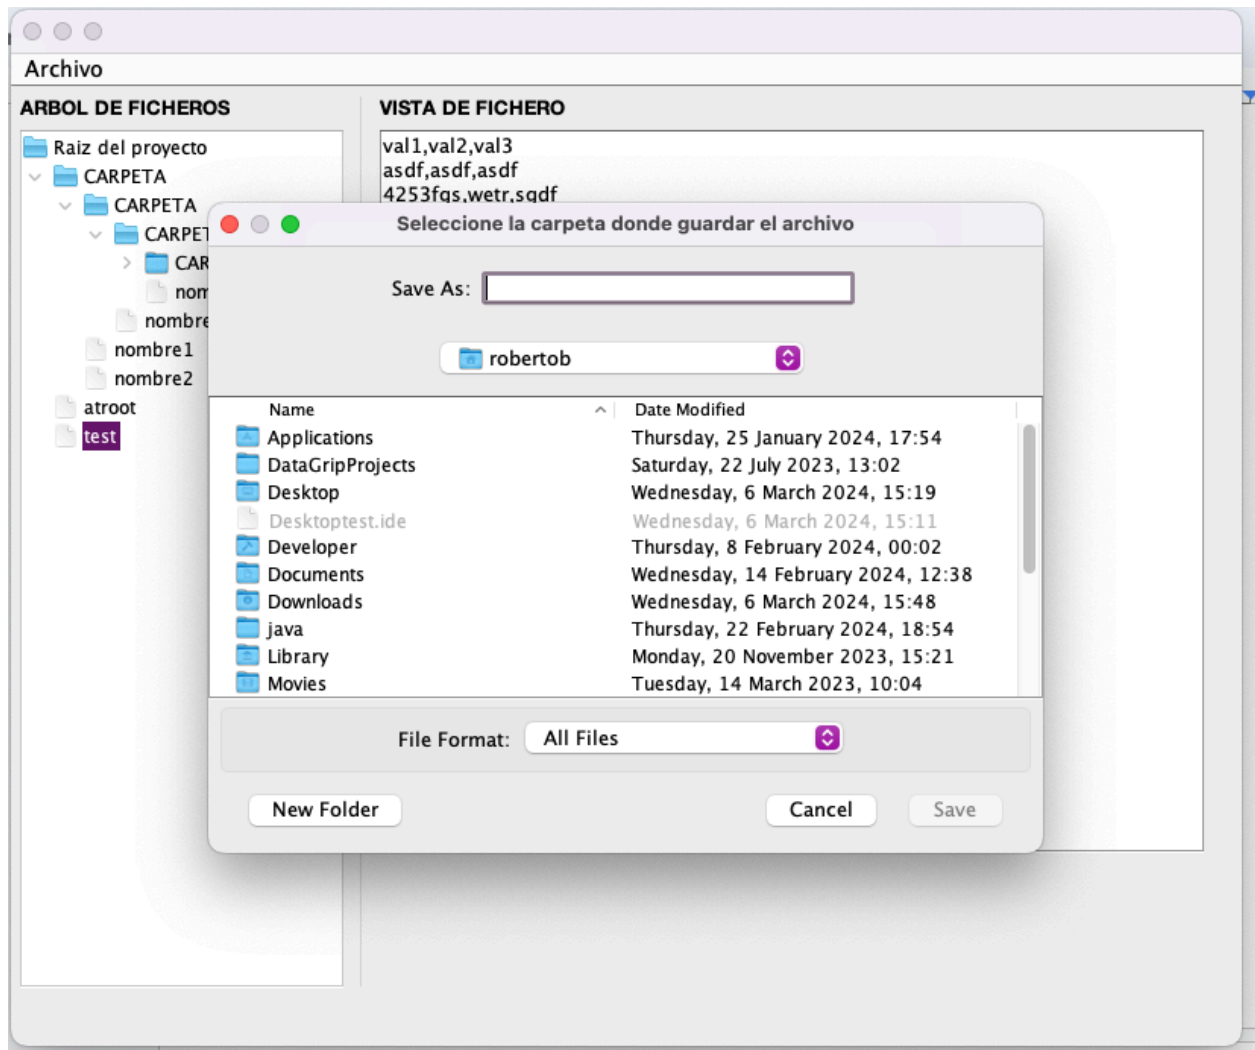 Archivo
ARBOL DE FICHEROS
VISTA DE FICHERO
Raiz del proyecto
CARPETA
CARPETA
CARPET
CAR
nom
nombre
nombre1
nombre2
atroot
test
val1,val2,val3
asdf,asdf,asdf
4253fgs,wetr,sgdf
Seleccione la carpeta donde guardar el archivo
Save As:
robertob
Name Date Modified
Applications Thursday, 25 January 2024, 17:54
DataGripProjects Saturday, 22 July 2023, 13:02
Desktop Wednesday, 6 March 2024, 15:19
Desktoptest.ide Wednesday, 6 March 2024, 15:11
Developer Thursday, 8 February 2024, 00:02
Documents Wednesday, 14 February 2024, 12:38
Downloads Wednesday, 6 March 2024, 15:48
java Thursday, 22 February 2024, 18:54
Library Monday, 20 November 2023, 15:21
Movies Tuesday, 14 March 2023, 10:04
File Format: All Files
New Folder Cancel Save